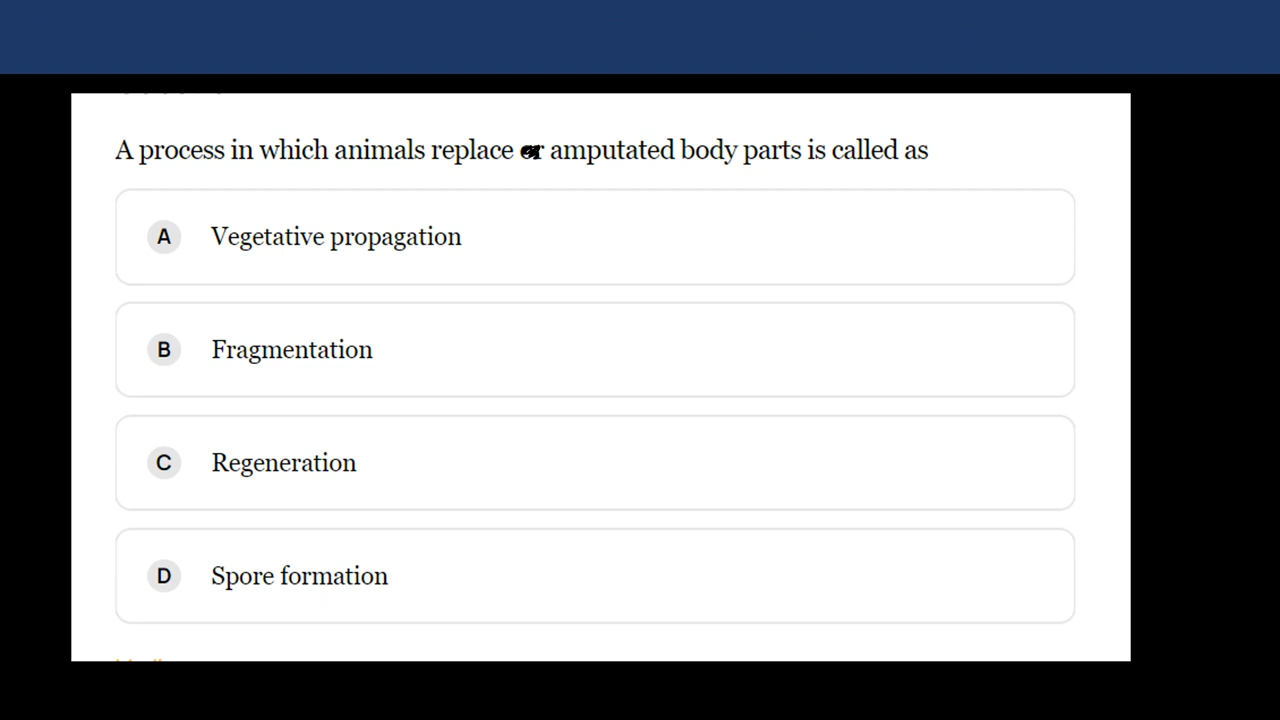 A process in which animals replace amputated body parts is called as
A Vegetative propagation
B Fragmentation
C Regeneration
D Spore formation